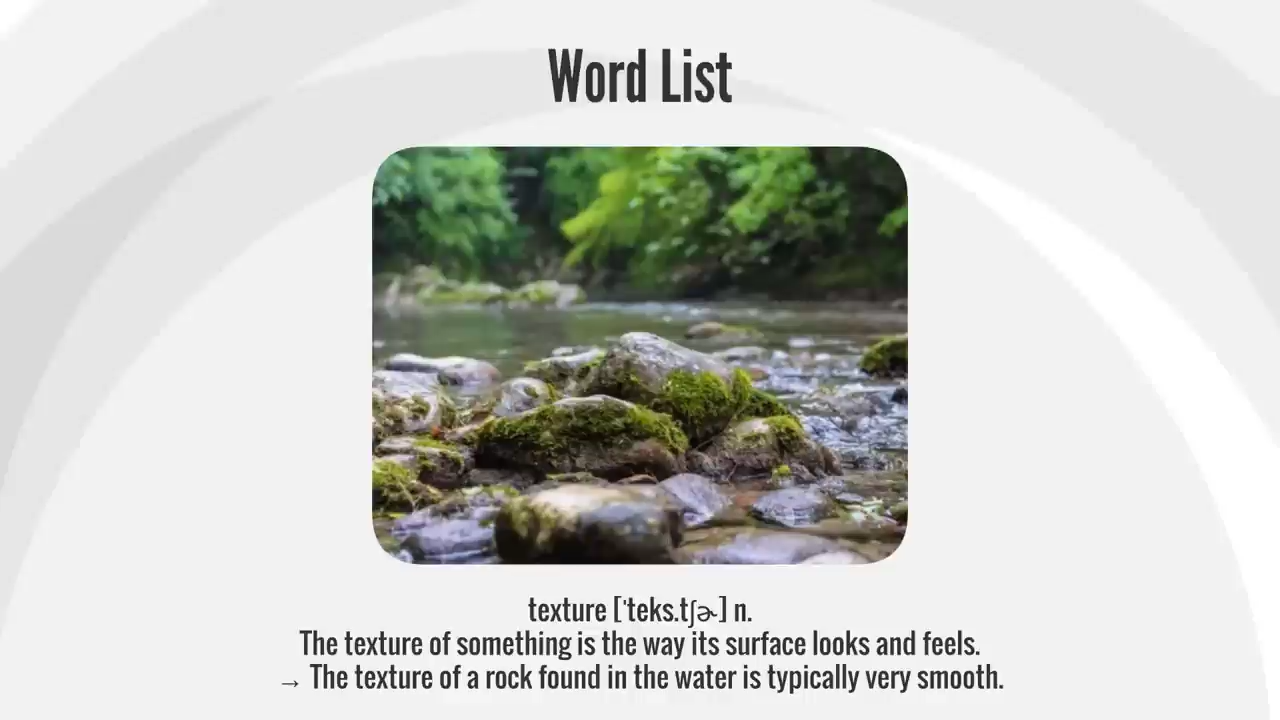 Word List
texture [ˈteks.tʃɚ] n.
The texture of something is the way its surface looks and feels.
→ The texture of a rock found in the water is typically very smooth.